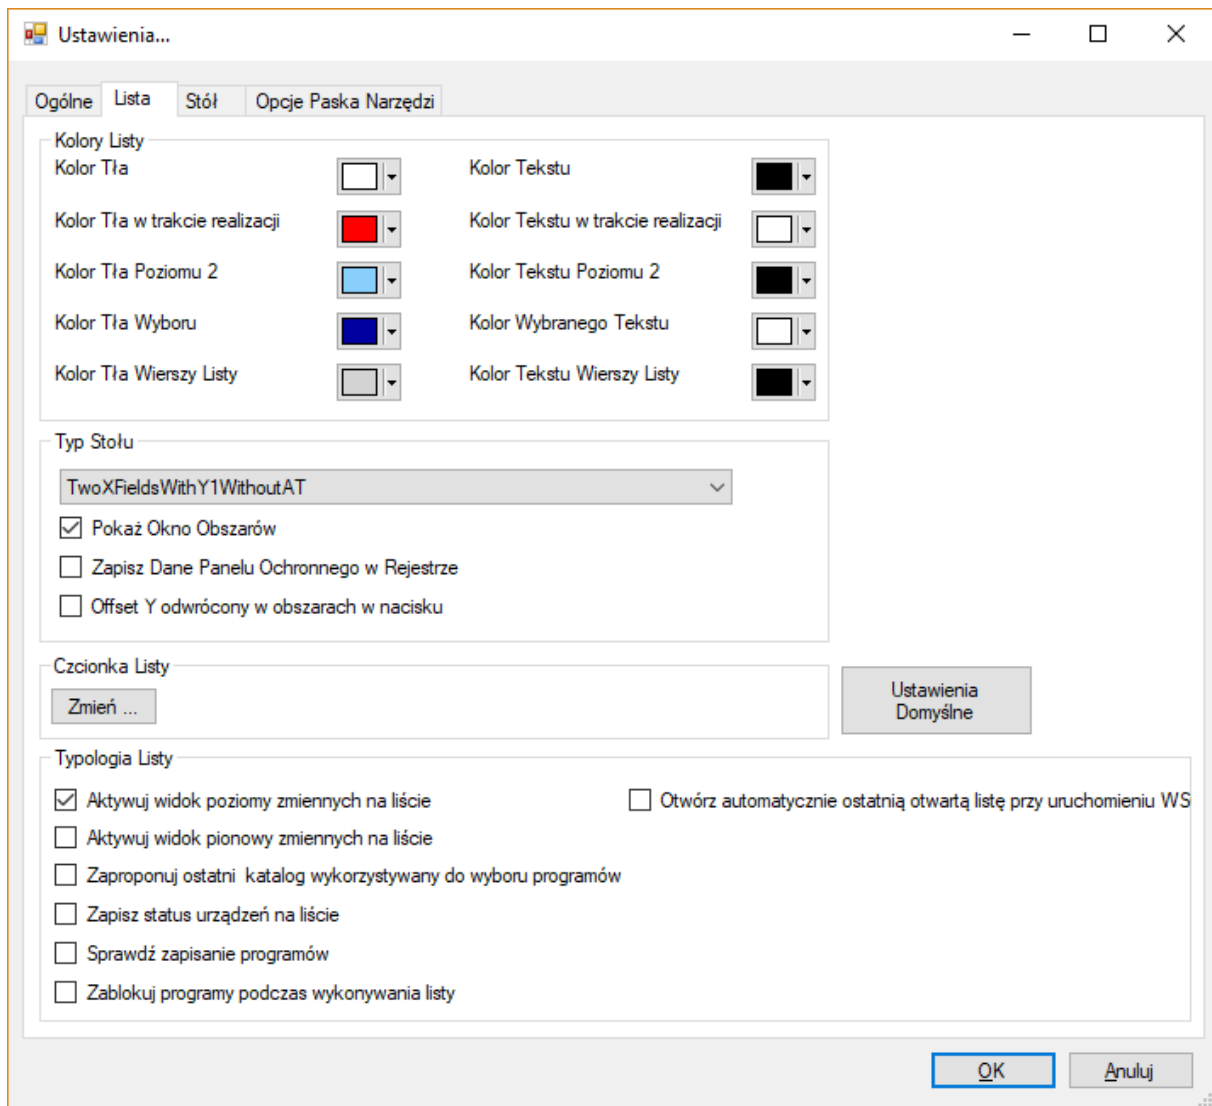 Ustawienia...
Ogólne Lista Stół Opcje Paska Narzędzi
Kolory Listy
Kolor Tła Kolor Tekstu
Kolor Tła w trakcie realizacji Kolor Tekstu w trakcie realizacji
Kolor Tła Poziomu 2 Kolor Tekstu Poziomu 2
Kolor Tła Wyboru Kolor Wybranego Tekstu
Kolor Tła Wierszy Listy Kolor Tekstu Wierszy Listy
Typ Stołu
TwoXFieldsWithY1WithoutAT
Pokaż Okno Obszarów
Zapisz Dane Panelu Ochronnego w Rejestrze
Offset Y odwrócony w obszarach w nacisku
Czcionka Listy
Zmień ...
Ustawienia
Domyślne
Typologia Listy
Aktywuj widok poziomy zmiennych na liście Otwórz automatycznie ostatnią otwartą listę przy uruchomieniu WS
Aktywuj widok pionowy zmiennych na liście
Zaproponuj ostatni katalog wykorzystywany do wyboru programów
Zapisz status urządzeń na liście
Sprawdź zapisanie programów
Zablokuj programy podczas wykonywania listy
OK Anuluj